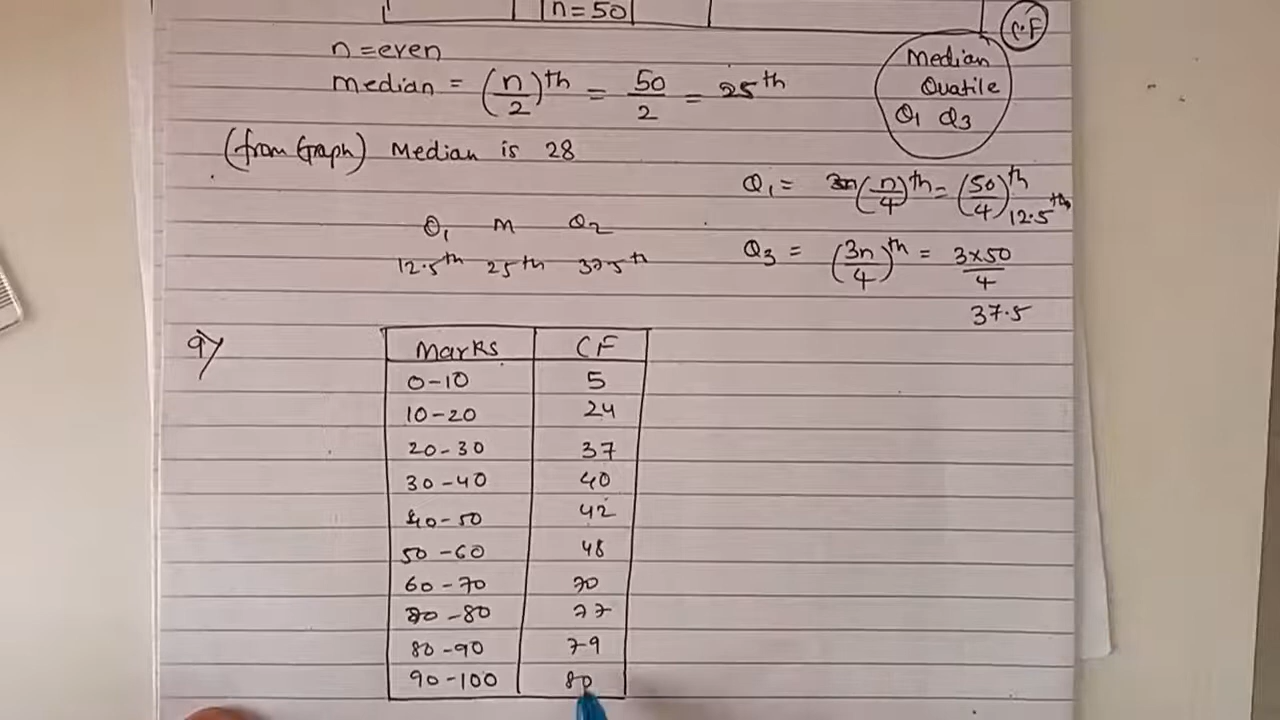 n = 50
C.F
n = even
median = (n/2)th = 50/2 = 25th
Median
Quatile
Q1 Q3
(from Graph) Median is 28
Q1 = (n/4)th = (50/4)th 12.5th
Q1 M Q2
12.5th 25th 37.5th
Q3 = (3n/4)th = 3×50/4
37.5
9)
Marks CF
0-10 5
10-20 24
20-30 37
30-40 40
40-50 42
50-60 48
60-70 70
70-80 77
80-90 79
90-100 80